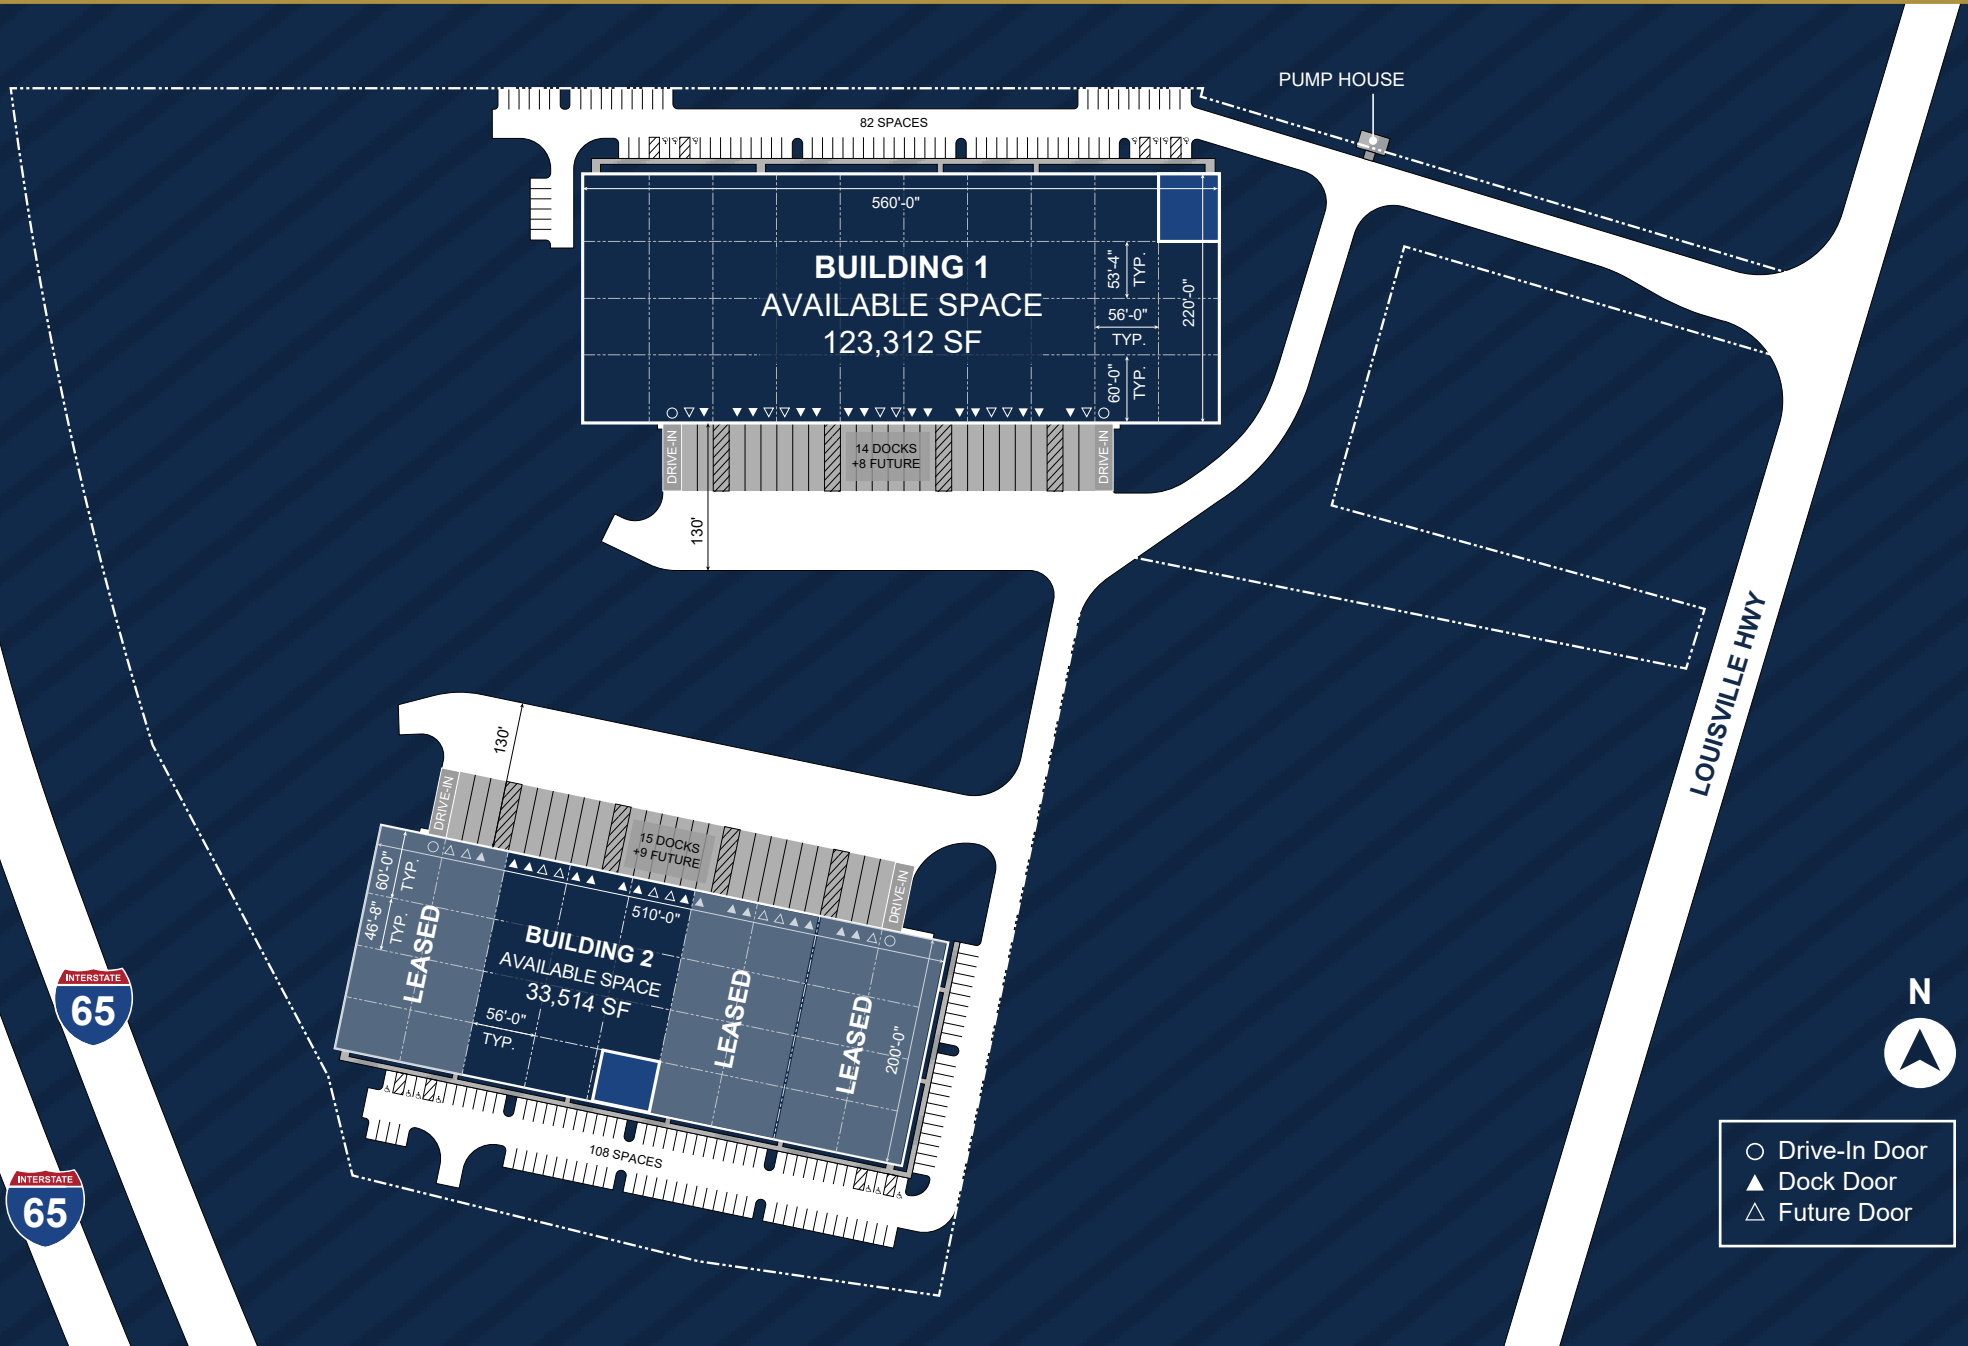 PUMP HOUSE
82 SPACES
560'-0"
BUILDING 1
AVAILABLE SPACE
123,312 SF
53'-4"
TYP.
56'-0"
TYP.
60'-0"
TYP.
220'-0"
DRIVE-IN
14 DOCKS
+8 FUTURE
DRIVE-IN
130'
LOUISVILLE HWY
130'
DRIVE-IN
15 DOCKS
+9 FUTURE
DRIVE-IN
60'-0"
TYP.
46'-8"
TYP.
LEASED
510'-0"
BUILDING 2
AVAILABLE SPACE
33,514 SF
56'-0"
TYP.
LEASED
LEASED
200'-0"
108 SPACES
INTERSTATE
65
INTERSTATE
65
N
Drive-In Door
Dock Door
Future Door